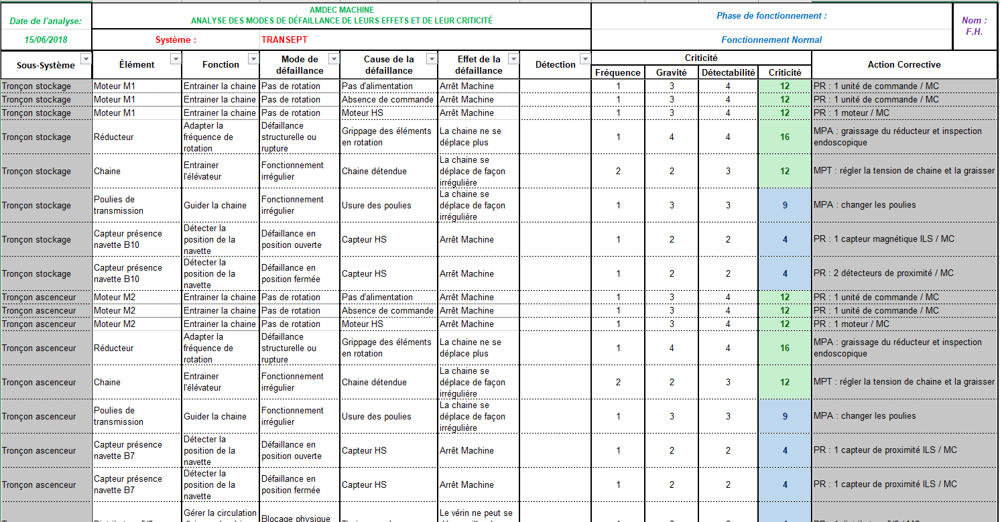 Date de l'analyse:
15/06/2018
AMDEC MACHINE
ANALYSE DES MODES DE DÉFAILLANCE DE LEURS EFFETS ET DE LEUR CRITICITÉ
Système : TRANSEPT
Phase de fonctionnement :
Fonctionnement Normal
Nom :
F.H.
Sous-Système Élément Fonction Mode de défaillance Cause de la défaillance Effet de la défaillance Détection Criticité Action Corrective
Fréquence Gravité Détectabilité Criticité
Tronçon stockage Moteur M1 Entrainer la chaine Pas de rotation Pas d'alimentation Arrêt Machine 1 3 4 12 PR : 1 unité de commande / MC
Tronçon stockage Moteur M1 Entrainer la chaine Pas de rotation Absence de commande Arrêt Machine 1 3 4 12 PR : 1 unité de commande / MC
Tronçon stockage Moteur M1 Entrainer la chaine Pas de rotation Moteur HS Arrêt Machine 1 3 4 12 PR : 1 moteur / MC
Tronçon stockage Réducteur Adapter la fréquence de rotation Défaillance structurelle ou rupture Grippage des éléments en rotation La chaine ne se déplace plus 1 4 4 16 MPA : graissage du réducteur et inspection endoscopique
Tronçon stockage Chaine Entrainer l'élévateur Fonctionnement irrégulier Chaine détendue La chaine se déplace de façon irrégulière 2 2 3 12 MPT : régler la tension de chaine et la graisser
Tronçon stockage Poulies de transmission Guider la chaine Fonctionnement irrégulier Usure des poulies La chaine se déplace de façon irrégulière 1 3 3 9 MPA : changer les poulies
Tronçon stockage Capteur présence navette B10 Détecter la position de la navette Défaillance en position ouverte Capteur HS Arrêt Machine 1 2 2 4 PR : 1 capteur magnétique ILS / MC
Tronçon stockage Capteur présence navette B10 Détecter la position de la navette Défaillance en position fermée Capteur HS Arrêt Machine 1 2 2 4 PR : 2 détecteurs de proximité / MC
Tronçon ascenceur Moteur M2 Entrainer la chaine Pas de rotation Pas d'alimentation Arrêt Machine 1 3 4 12 PR : 1 unité de commande / MC
Tronçon ascenceur Moteur M2 Entrainer la chaine Pas de rotation Absence de commande Arrêt Machine 1 3 4 12 PR : 1 unité de commande / MC
Tronçon ascenceur Moteur M2 Entrainer la chaine Pas de rotation Moteur HS Arrêt Machine 1 3 4 12 PR : 1 moteur / MC
Tronçon ascenceur Réducteur Adapter la fréquence de rotation Défaillance structurelle ou rupture Grippage des éléments en rotation La chaine ne se déplace plus 1 4 4 16 MPA : graissage du réducteur et inspection endoscopique
Tronçon ascenceur Chaine Entrainer l'élévateur Fonctionnement irrégulier Chaine détendue La chaine se déplace de façon irrégulière 2 2 3 12 MPT : régler la tension de chaine et la graisser
Tronçon ascenceur Poulies de transmission Guider la chaine Fonctionnement irrégulier Usure des poulies La chaine se déplace de façon irrégulière 1 3 3 9 MPA : changer les poulies
Tronçon ascenceur Capteur présence navette B7 Détecter la position de la navette Défaillance en position ouverte Capteur HS Arrêt Machine 1 2 2 4 PR : 1 capteur de proximité ILS / MC
Tronçon ascenceur Capteur présence navette B7 Détecter la position de la navette Défaillance en position fermée Capteur HS Arrêt Machine 1 2 2 4 PR : 1 capteur de proximité ILS / MC
Gérer la circulation Blocage physique Le vérin ne peut se